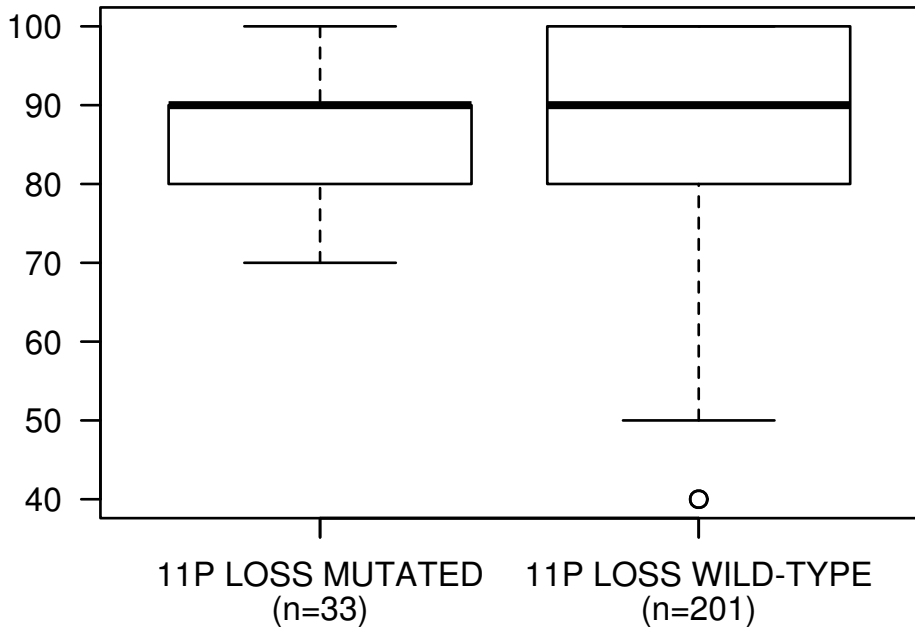 100
90
80
70
60
50
40
11P LOSS MUTATED
(n=33)
11P LOSS WILD-TYPE
(n=201)